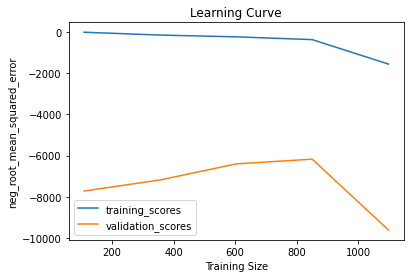 Learning Curve
neg_root_mean_squared_error
0
−2000
−4000
−6000
−8000
−10000
training_scores
validation_scores
200
400
600
800
1000
Training Size